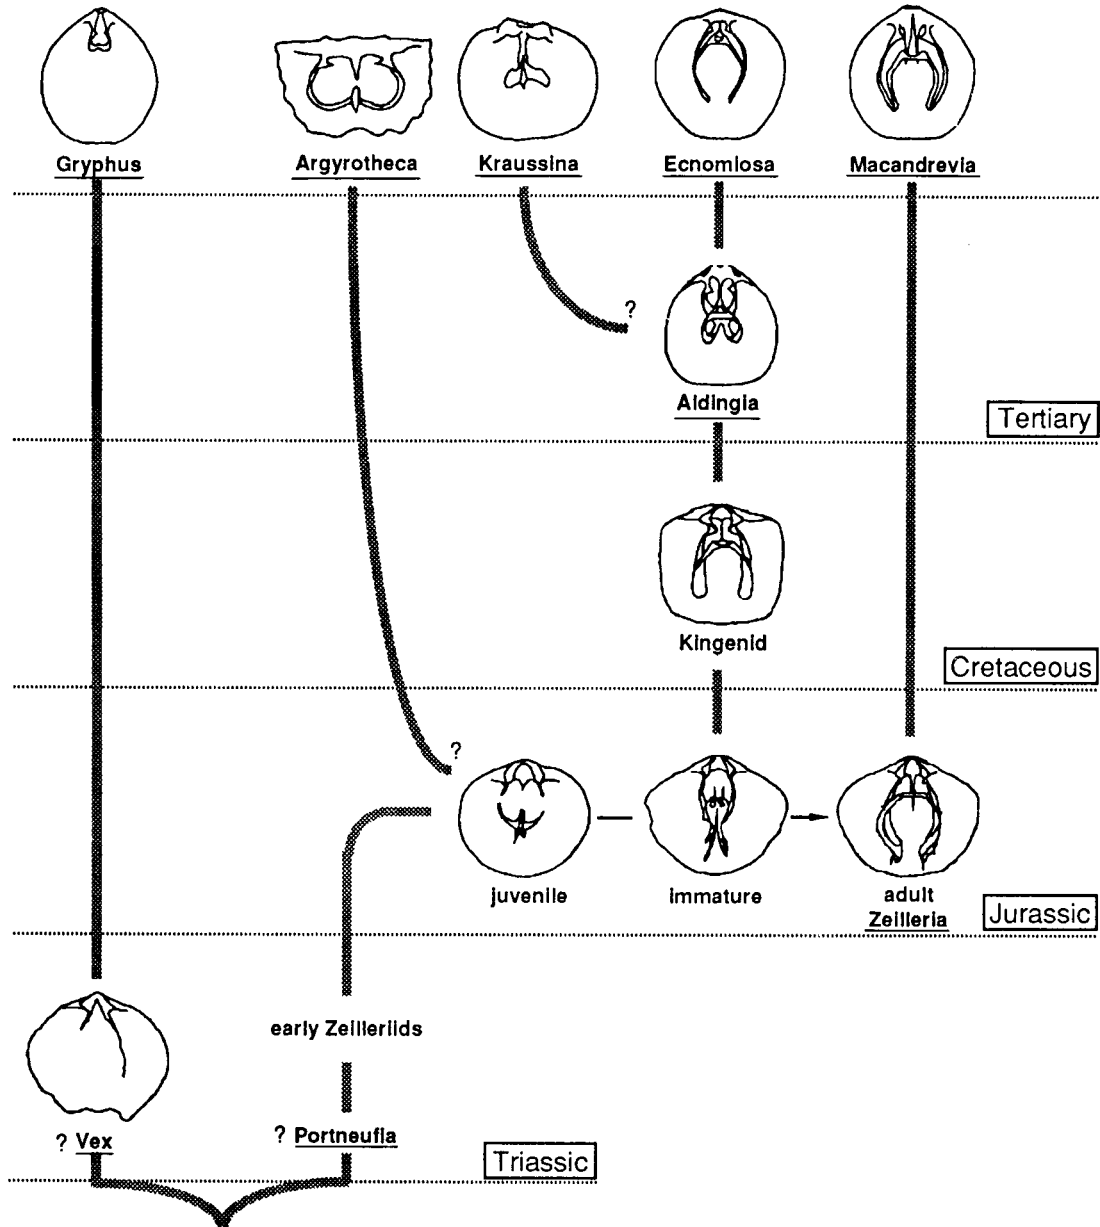 Gryphus
Argyrotheca
Kraussina
Ecnomiosa
Macandrevia
?
Aldingia
Tertiary
Kingenid
Cretaceous
?
juvenile
immature
adult
Zeilleria
Jurassic
early Zeilleriids
? Vex
? Portneufia
Triassic